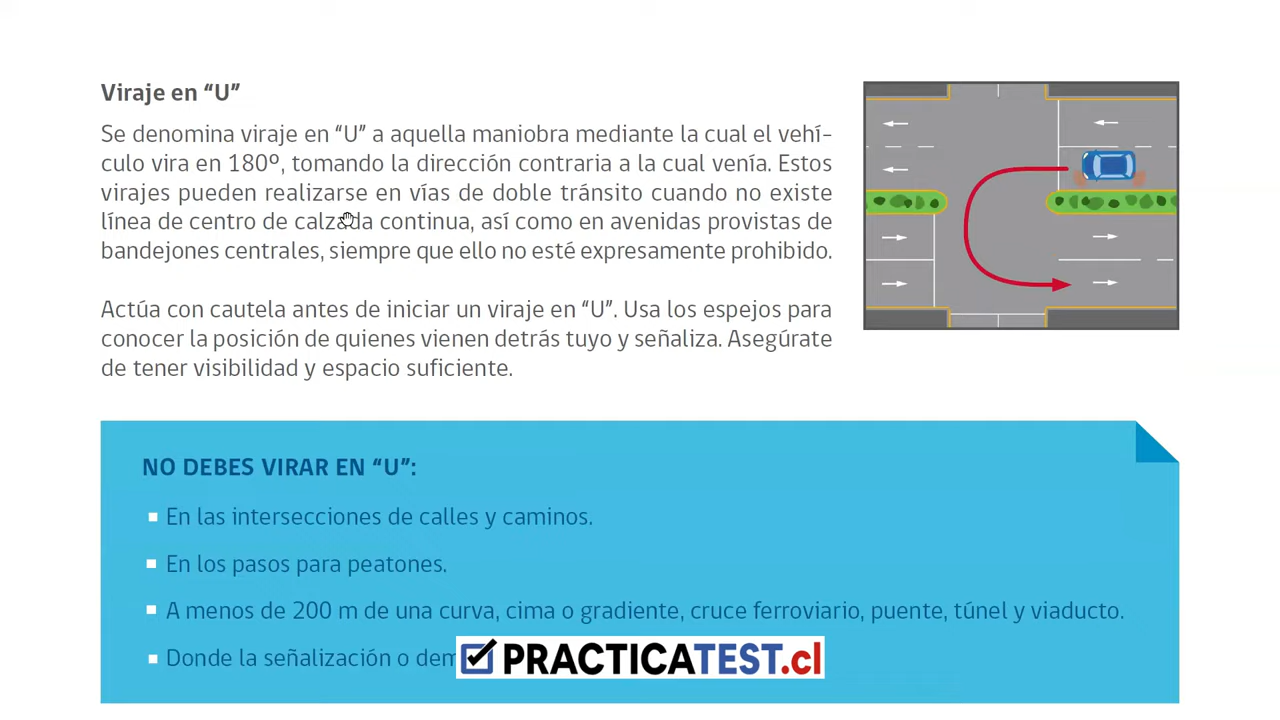 Viraje en “U”
Se denomina viraje en “U” a aquella maniobra mediante la cual el vehí-
culo vira en 180º, tomando la dirección contraria a la cual venía. Estos
virajes pueden realizarse en vías de doble tránsito cuando no existe
línea de centro de calzada continua, así como en avenidas provistas de
bandejones centrales, siempre que ello no esté expresamente prohibido.
Actúa con cautela antes de iniciar un viraje en “U”. Usa los espejos para
conocer la posición de quienes vienen detrás tuyo y señaliza. Asegúrate
de tener visibilidad y espacio suficiente.
NO DEBES VIRAR EN “U”:
En las intersecciones de calles y caminos.
En los pasos para peatones.
A menos de 200 m de una curva, cima o gradiente, cruce ferroviario, puente, túnel y viaducto.
Donde la señalización o
PRACTICATEST.cl